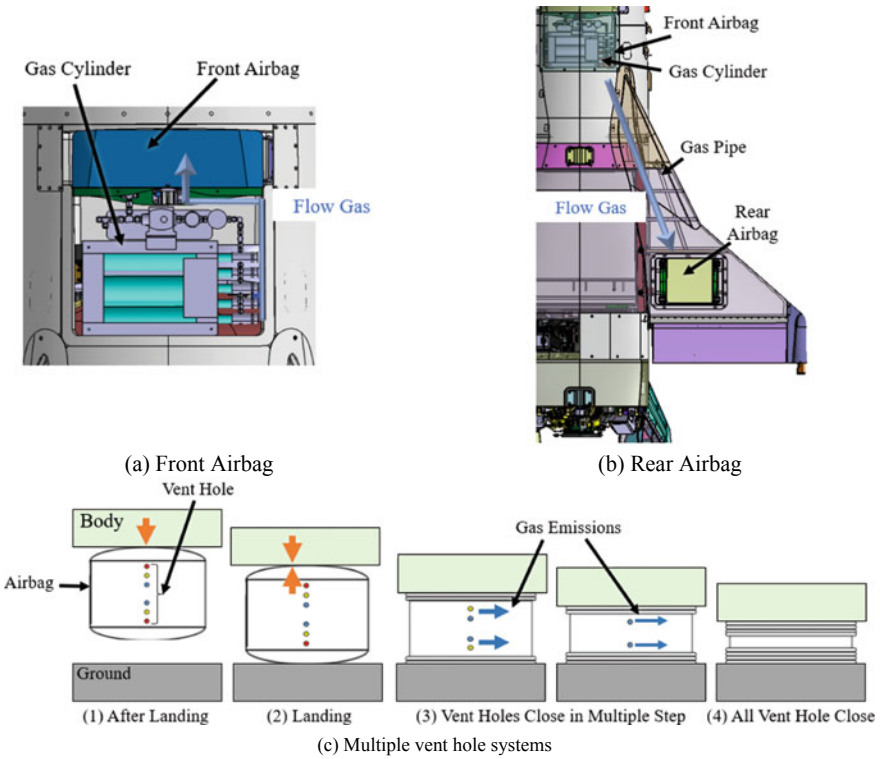 Gas Cylinder
Front Airbag
Flow Gas
(a) Front Airbag
Front Airbag
Gas Cylinder
Gas Pipe
Flow Gas
Rear
Airbag
(b) Rear Airbag
Vent Hole
Body
Airbag
Gas Emissions
Ground
(1) After Landing
(2) Landing
(3) Vent Holes Close in Multiple Step
(4) All Vent Hole Close
(c) Multiple vent hole systems